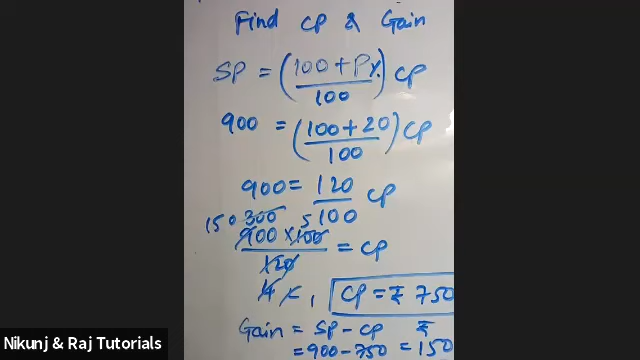 Find CP & Gain
SP = (100 + P% / 100) CP
900 = (100 + 20 / 100) CP
900 = 120 / 100 CP
150 300 5
900 × 100 / 120 = CP
CP = ₹ 750
Gain = SP - CP ₹
= 900 - 750 = 150
Nikunj & Raj Tutorials